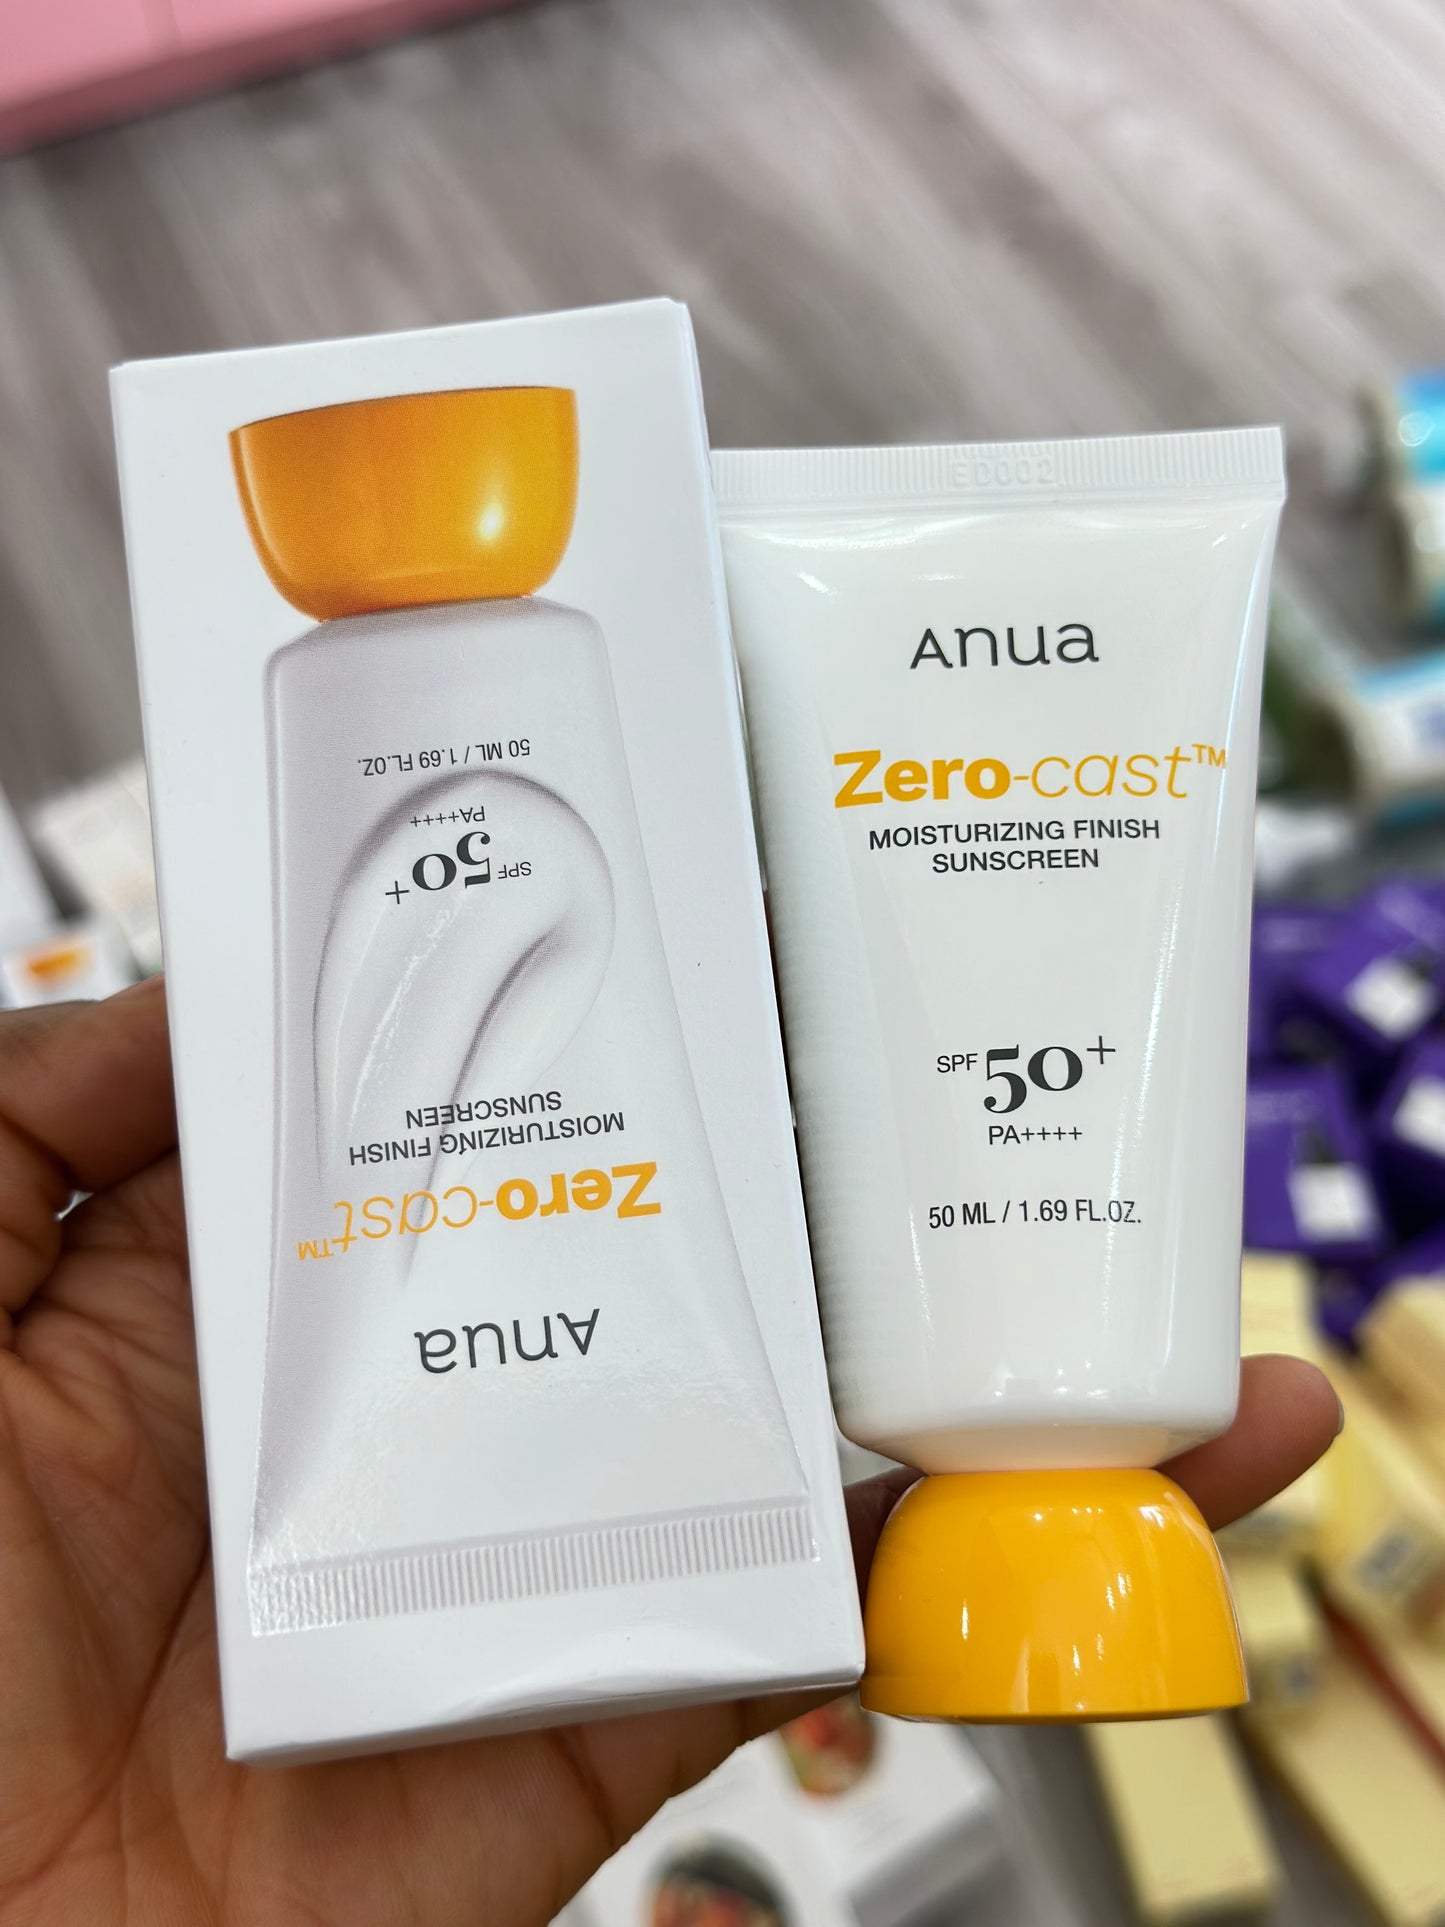 50 ML / 1.69 FL.OZ.
PA++++
SPF 50+
MOISTURIZING FINISH
SUNSCREEN
Zero-cast™
Anua
ED002
Anua
Zero-cast™
MOISTURIZING FINISH
SUNSCREEN
SPF 50+
PA++++
50 ML / 1.69 FL.OZ.